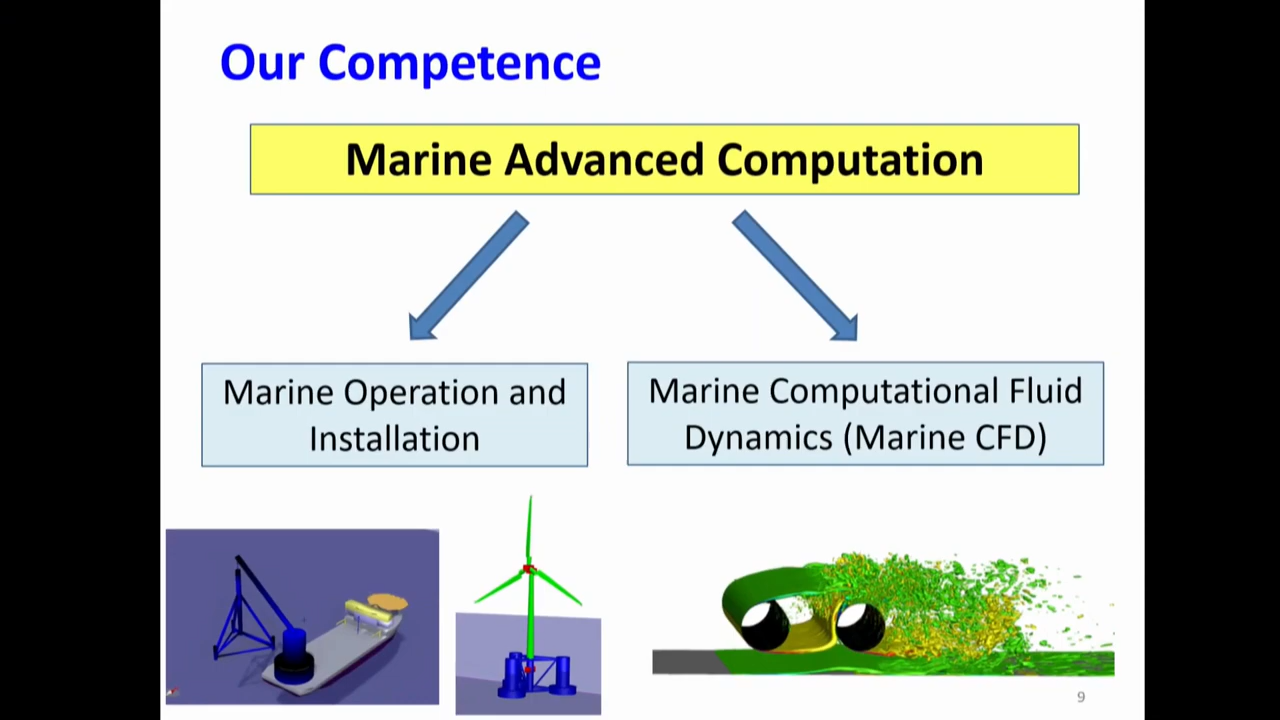 Our Competence
Marine Advanced Computation
Marine Operation and
Installation
Marine Computational Fluid
Dynamics (Marine CFD)
9